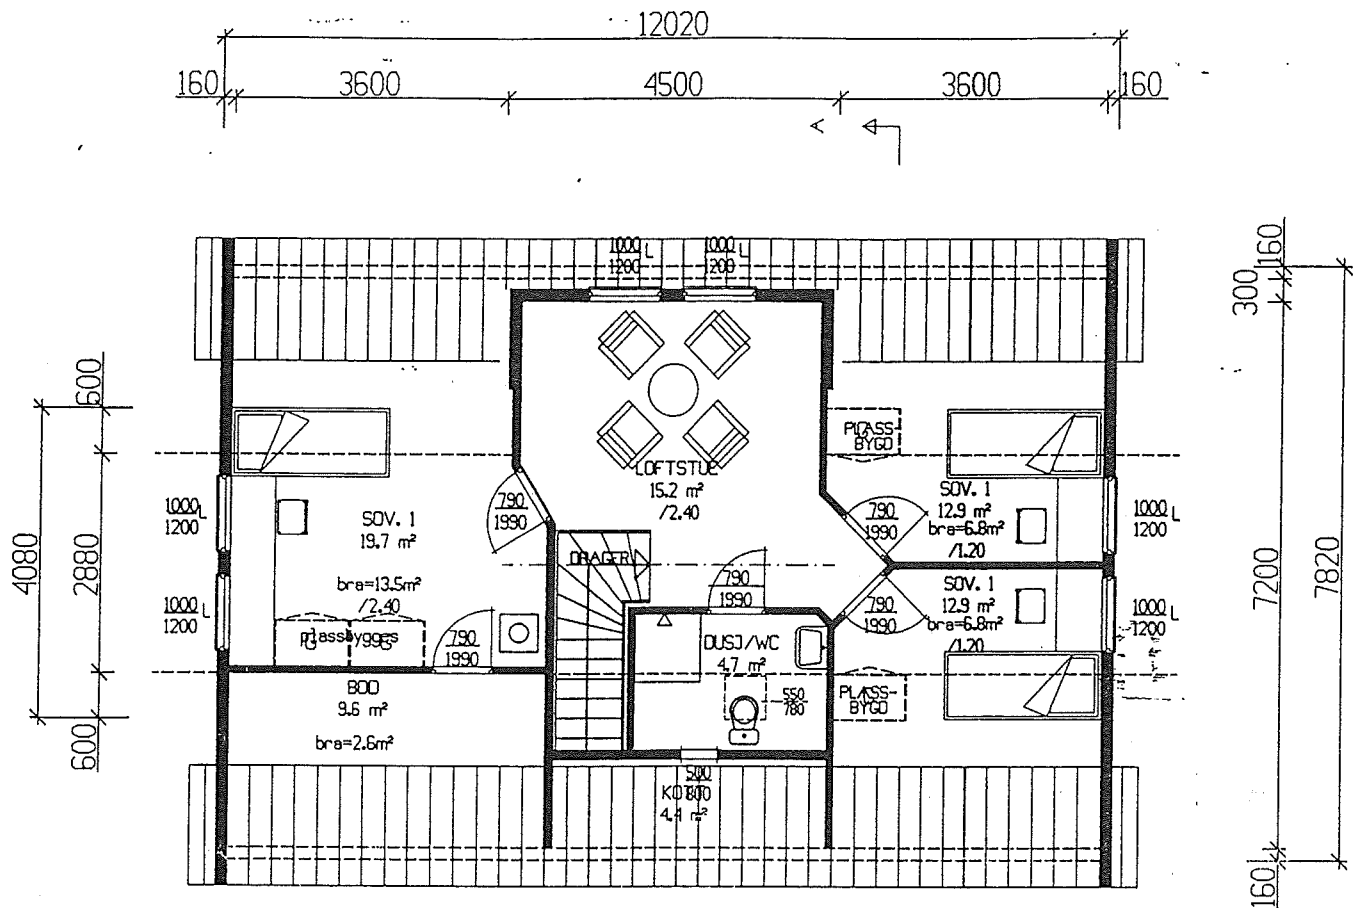 12020
160 3600 4500 3600 160
A
1000 L
1200
1000 L
1200
160
300
7200
7820
160
600
2880
4080
600
PLASS-
BYGD
LOFTSTUE
15.2 m²
/2.40
790
1990
SOV. 1
19.7 m²
bra=13.5m²
/2.40
1000 L
1200
1000 L
1200
plassbygges
790
1990
DRAGER
790
1990
790
1990
SOV. 1
12.9 m²
bra=6.8m²
/1.20
1000 L
1200
790
1990
SOV. 1
12.9 m²
bra=6.8m²
/1.20
1000 L
1200
DUSJ/WC
4.7 m²
550
780
PLASS-
BYGD
BOD
9.6 m²
bra=2.6m²
500
800
KOTT
4.4 m²